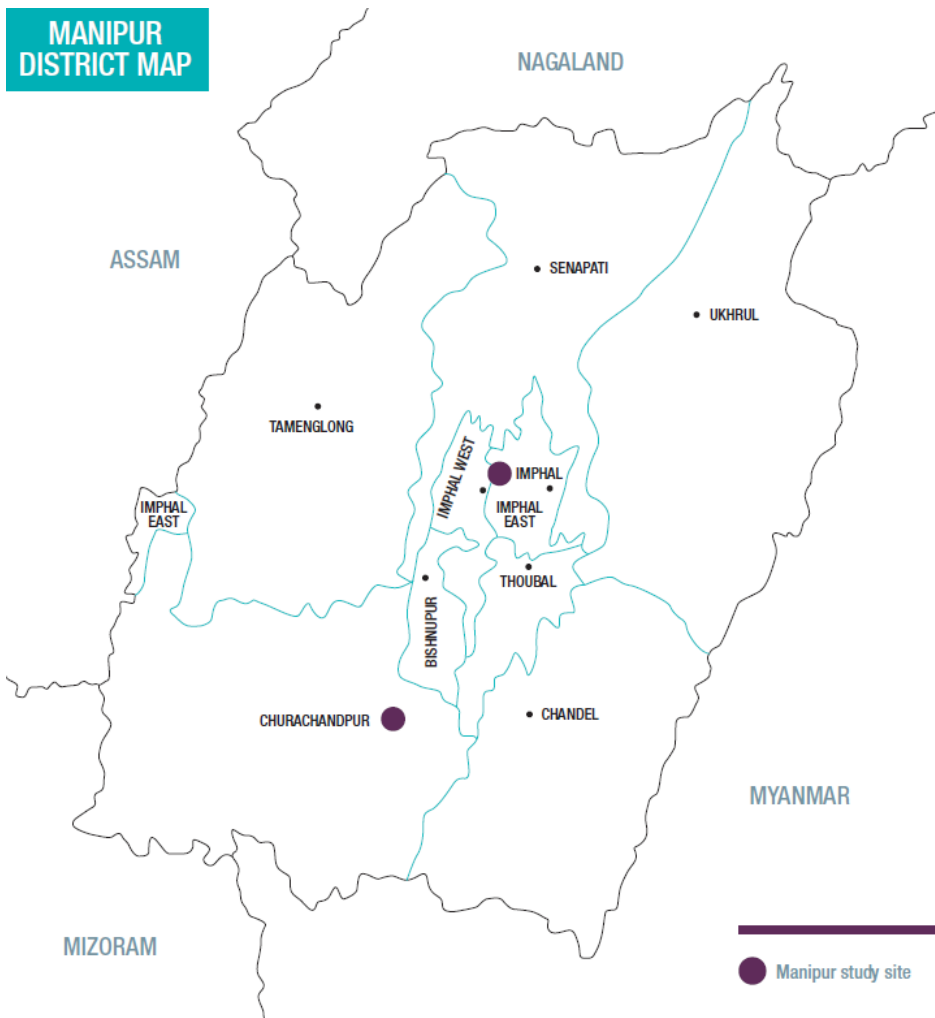 MANIPUR
DISTRICT MAP
NAGALAND
ASSAM
SENAPATI
UKHRUL
TAMENGLONG
IMPHAL WEST
IMPHAL
IMPHAL
EAST
IMPHAL
EAST
THOUBAL
BISHNUPUR
CHURACHANDPUR
CHANDEL
MYANMAR
MIZORAM
Manipur study site